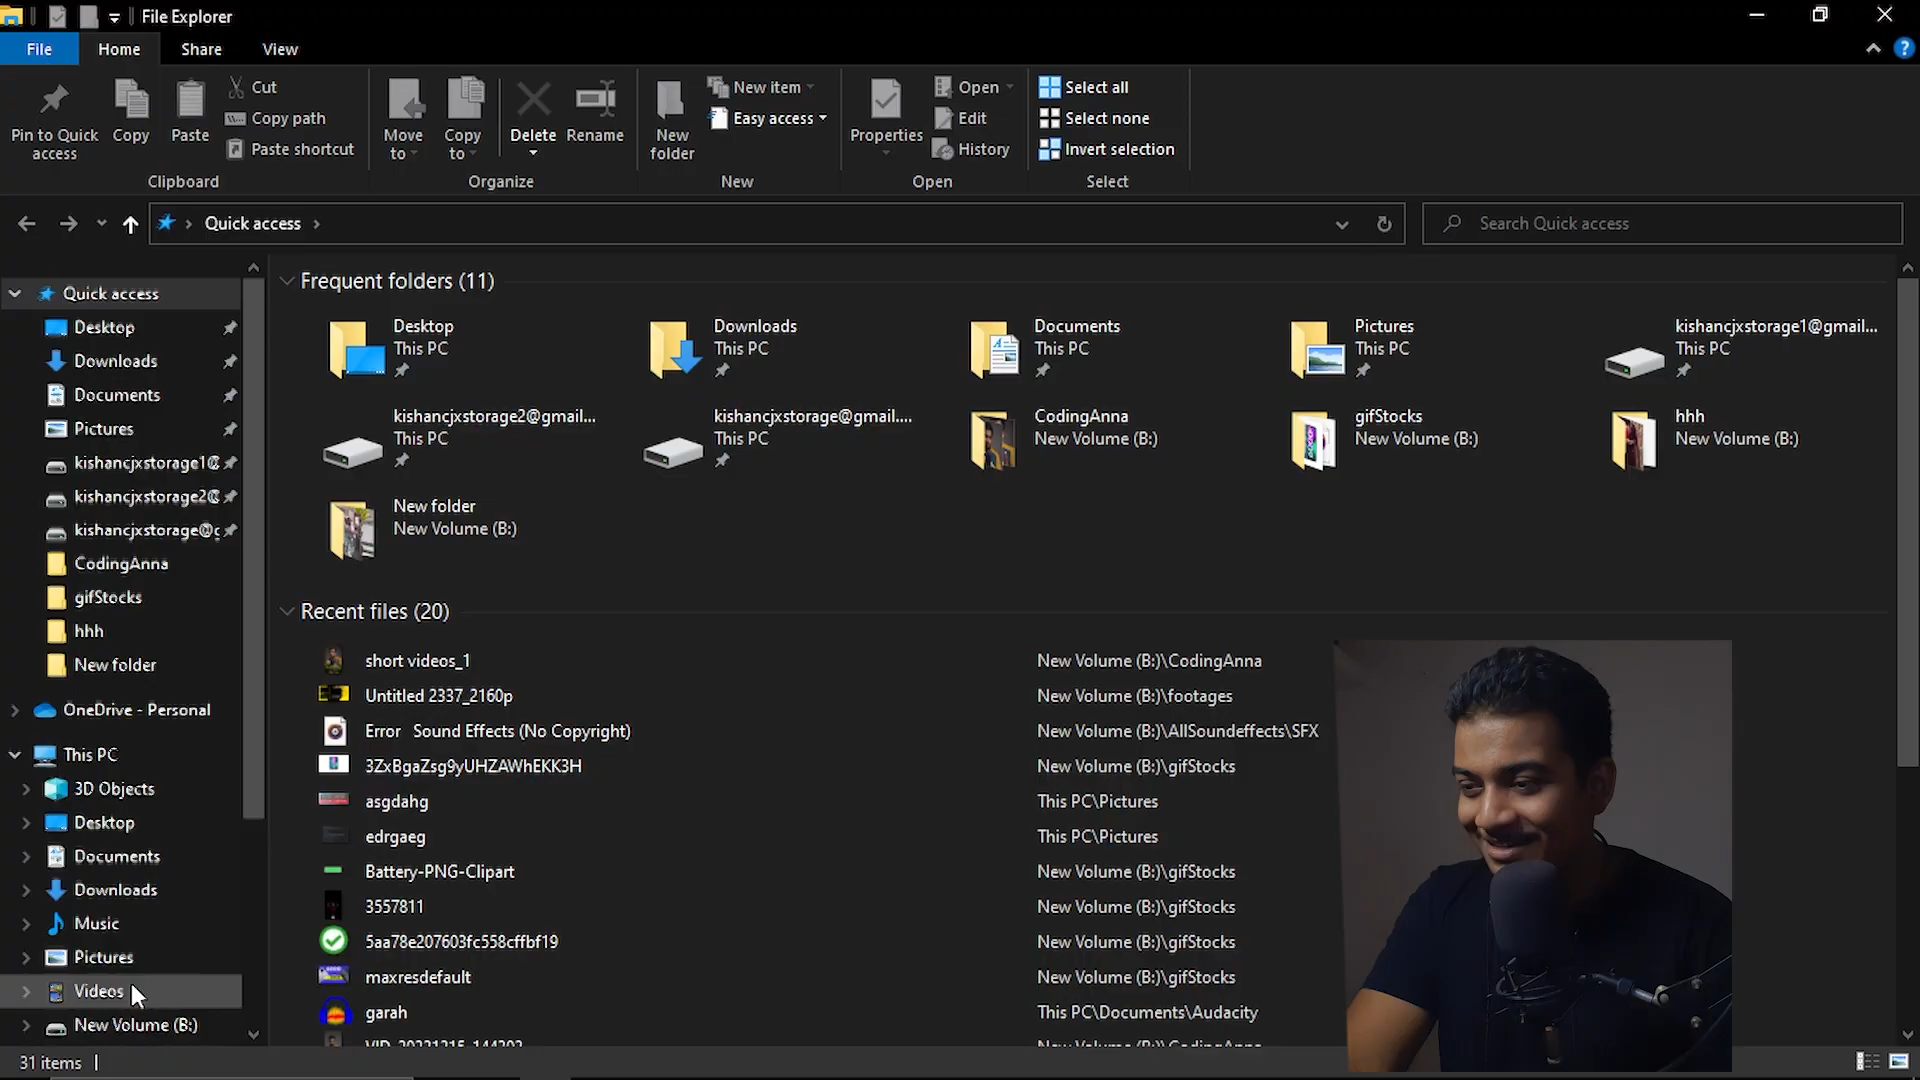 File Explorer
File Home Share View
Pin to Quick access
Copy
Paste
Cut
Copy path
Paste shortcut
Clipboard
Move to
Copy to
Delete
Rename
Organize
New folder
New item
Easy access
New
Properties
Open
Edit
History
Open
Select all
Select none
Invert selection
Select
Quick access
Search Quick access
Quick access
Desktop
Downloads
Documents
Pictures
kishancjxstorage1@
kishancjxstorage2@
kishancjxstorage@g
CodingAnna
gifStocks
hhh
New folder
OneDrive - Personal
This PC
3D Objects
Desktop
Documents
Downloads
Music
Pictures
Videos
New Volume (B:)
Frequent folders (11)
Desktop
This PC
Downloads
This PC
Documents
This PC
Pictures
This PC
kishancjxstorage1@gmail...
This PC
kishancjxstorage2@gmail...
This PC
kishancjxstorage@gmail....
This PC
CodingAnna
New Volume (B:)
gifStocks
New Volume (B:)
hhh
New Volume (B:)
New folder
New Volume (B:)
Recent files (20)
short videos_1 New Volume (B:)\CodingAnna
Untitled 2337_2160p New Volume (B:)\footages
Error Sound Effects (No Copyright) New Volume (B:)\AllSoundeffects\SFX
3ZxBgaZsg9yUHZAWhEKK3H New Volume (B:)\gifStocks
asgdahg This PC\Pictures
edrgaeg This PC\Pictures
Battery-PNG-Clipart New Volume (B:)\gifStocks
3557811 New Volume (B:)\gifStocks
5aa78e207603fc558cffbf19 New Volume (B:)\gifStocks
maxresdefault New Volume (B:)\gifStocks
garah This PC\Documents\Audacity
31 items